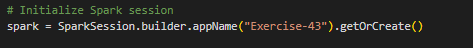 # Initialize Spark session
spark = SparkSession.builder.appName("Exercise-43").getOrCreate()